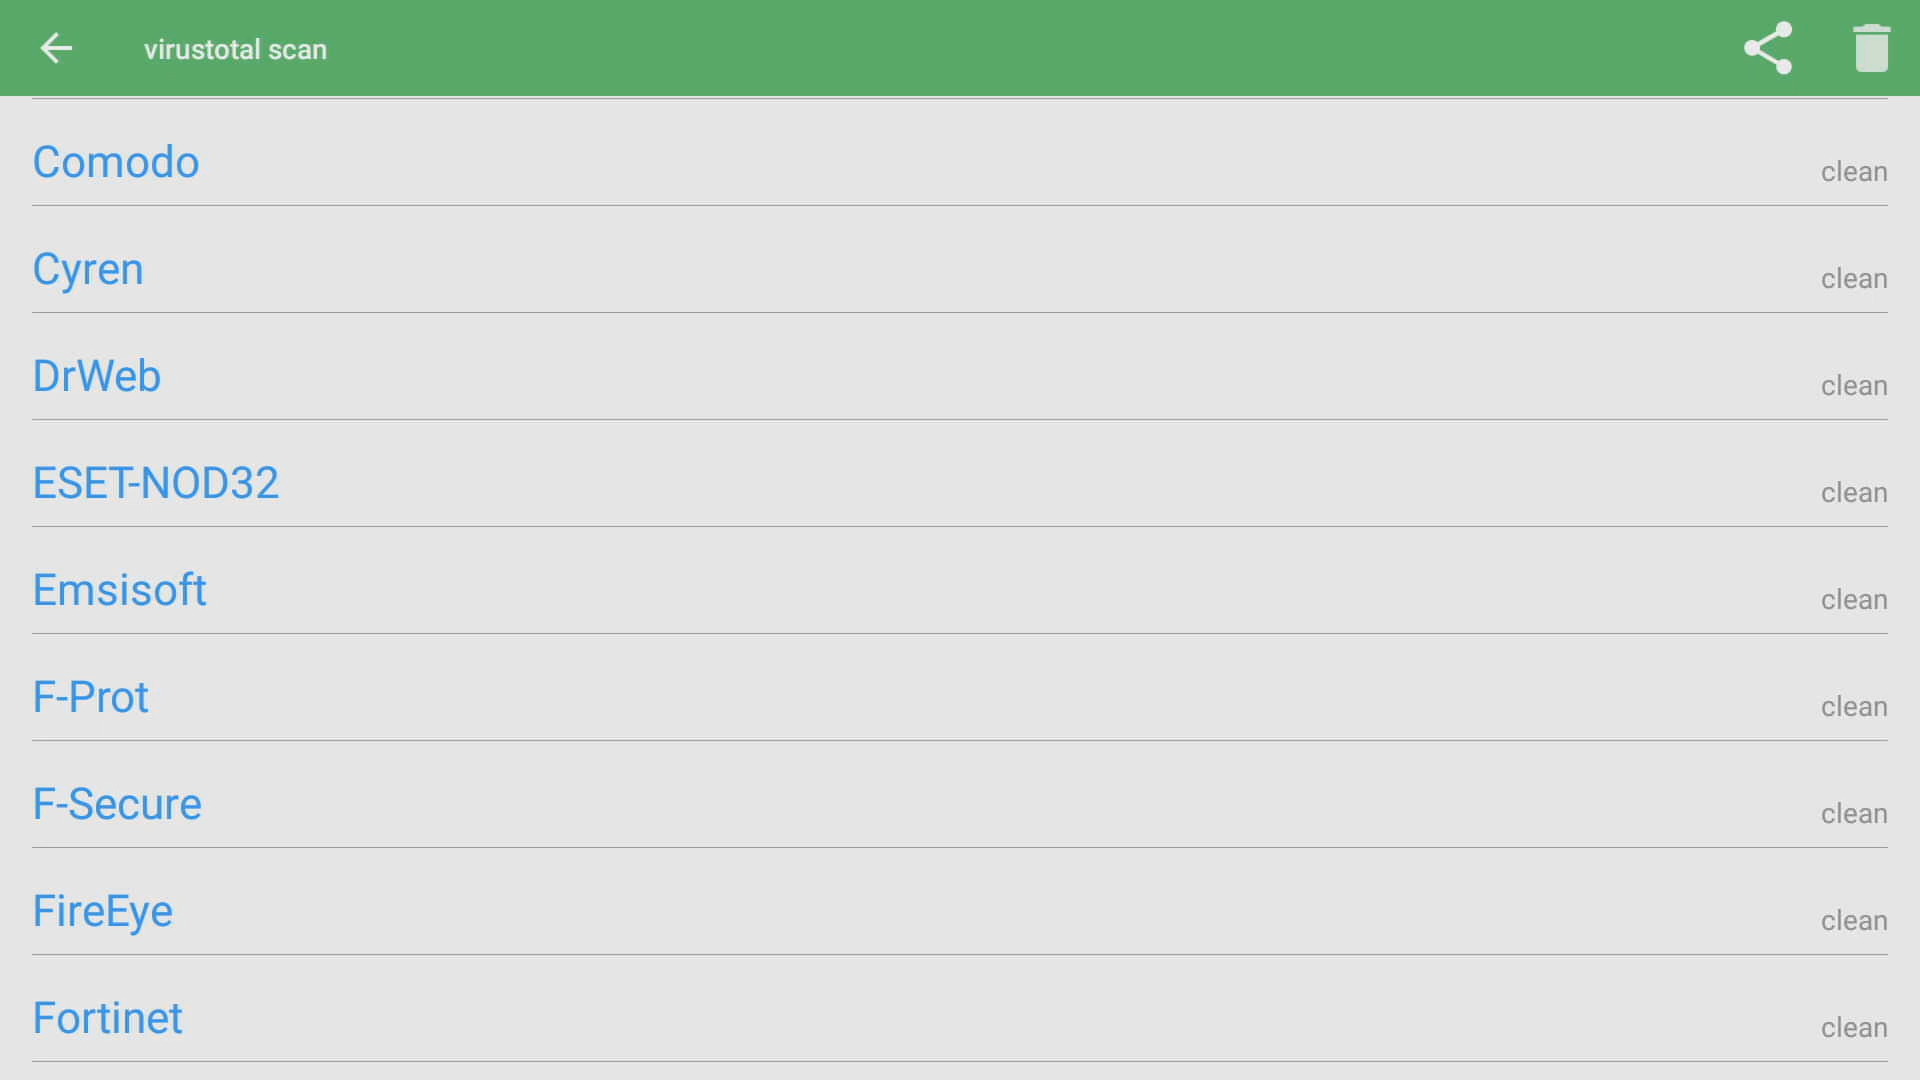 virustotal scan
Comodo clean
Cyren clean
DrWeb clean
ESET-NOD32 clean
Emsisoft clean
F-Prot clean
F-Secure clean
FireEye clean
Fortinet clean